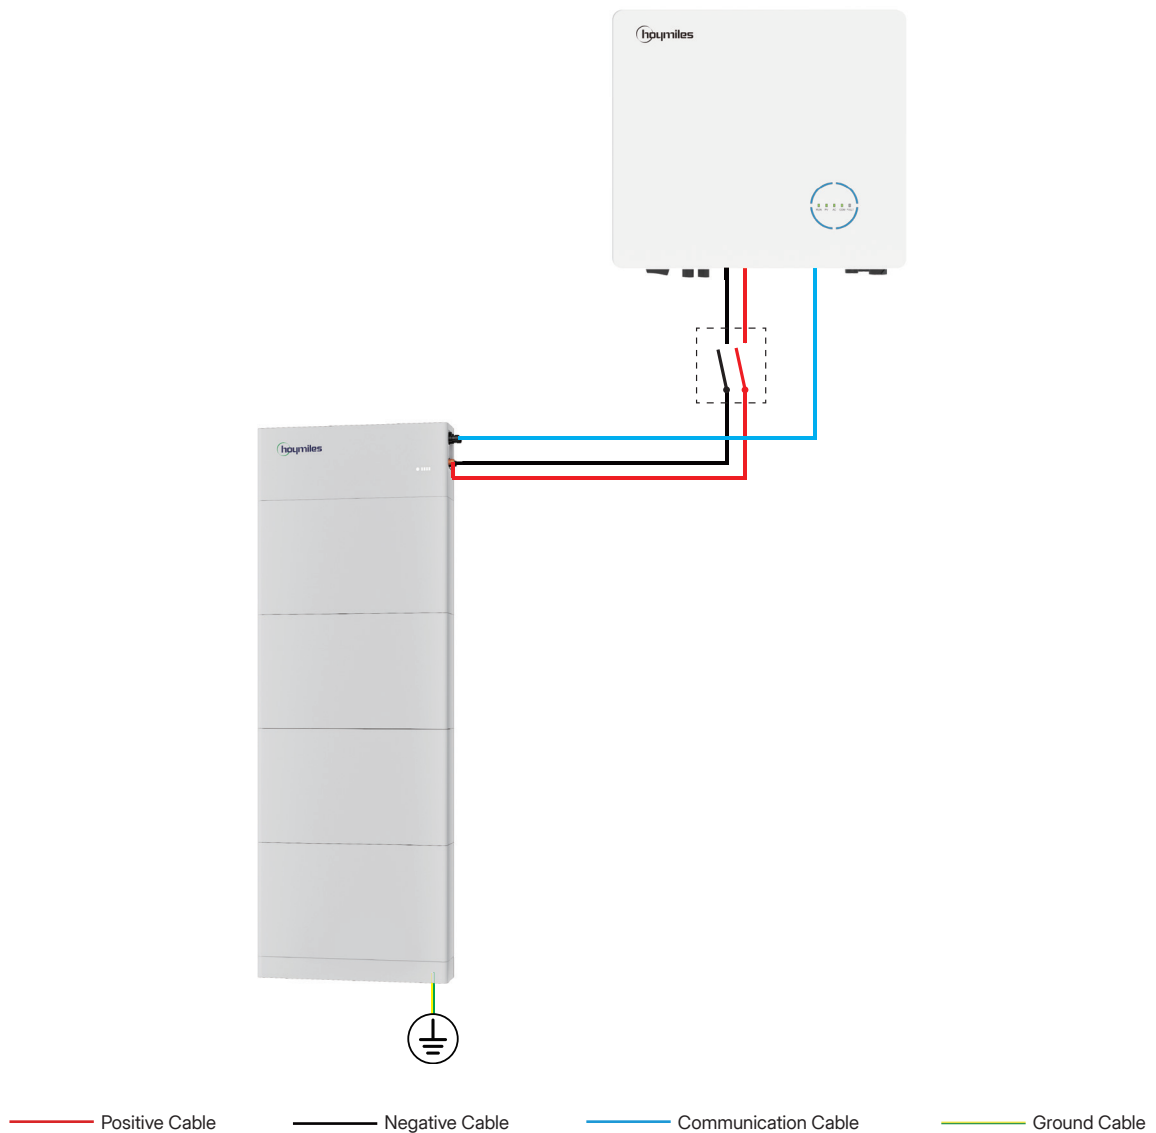 hoymiles
hoymiles
Positive Cable
Negative Cable
Communication Cable
Ground Cable